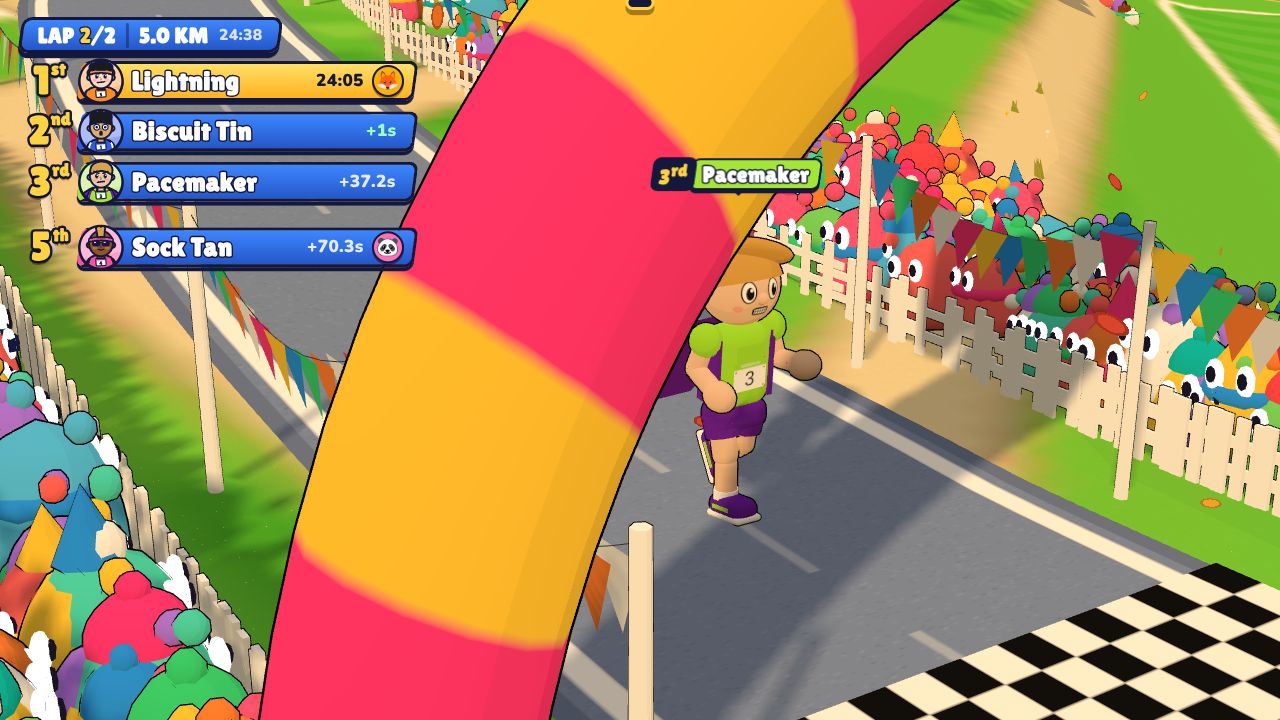 LAP 2/2 5.0 KM 24:38
1st Lightning 24:05
2nd Biscuit Tin +1s
3rd Pacemaker +37.2s
5th Sock Tan +70.3s
3rd Pacemaker
3